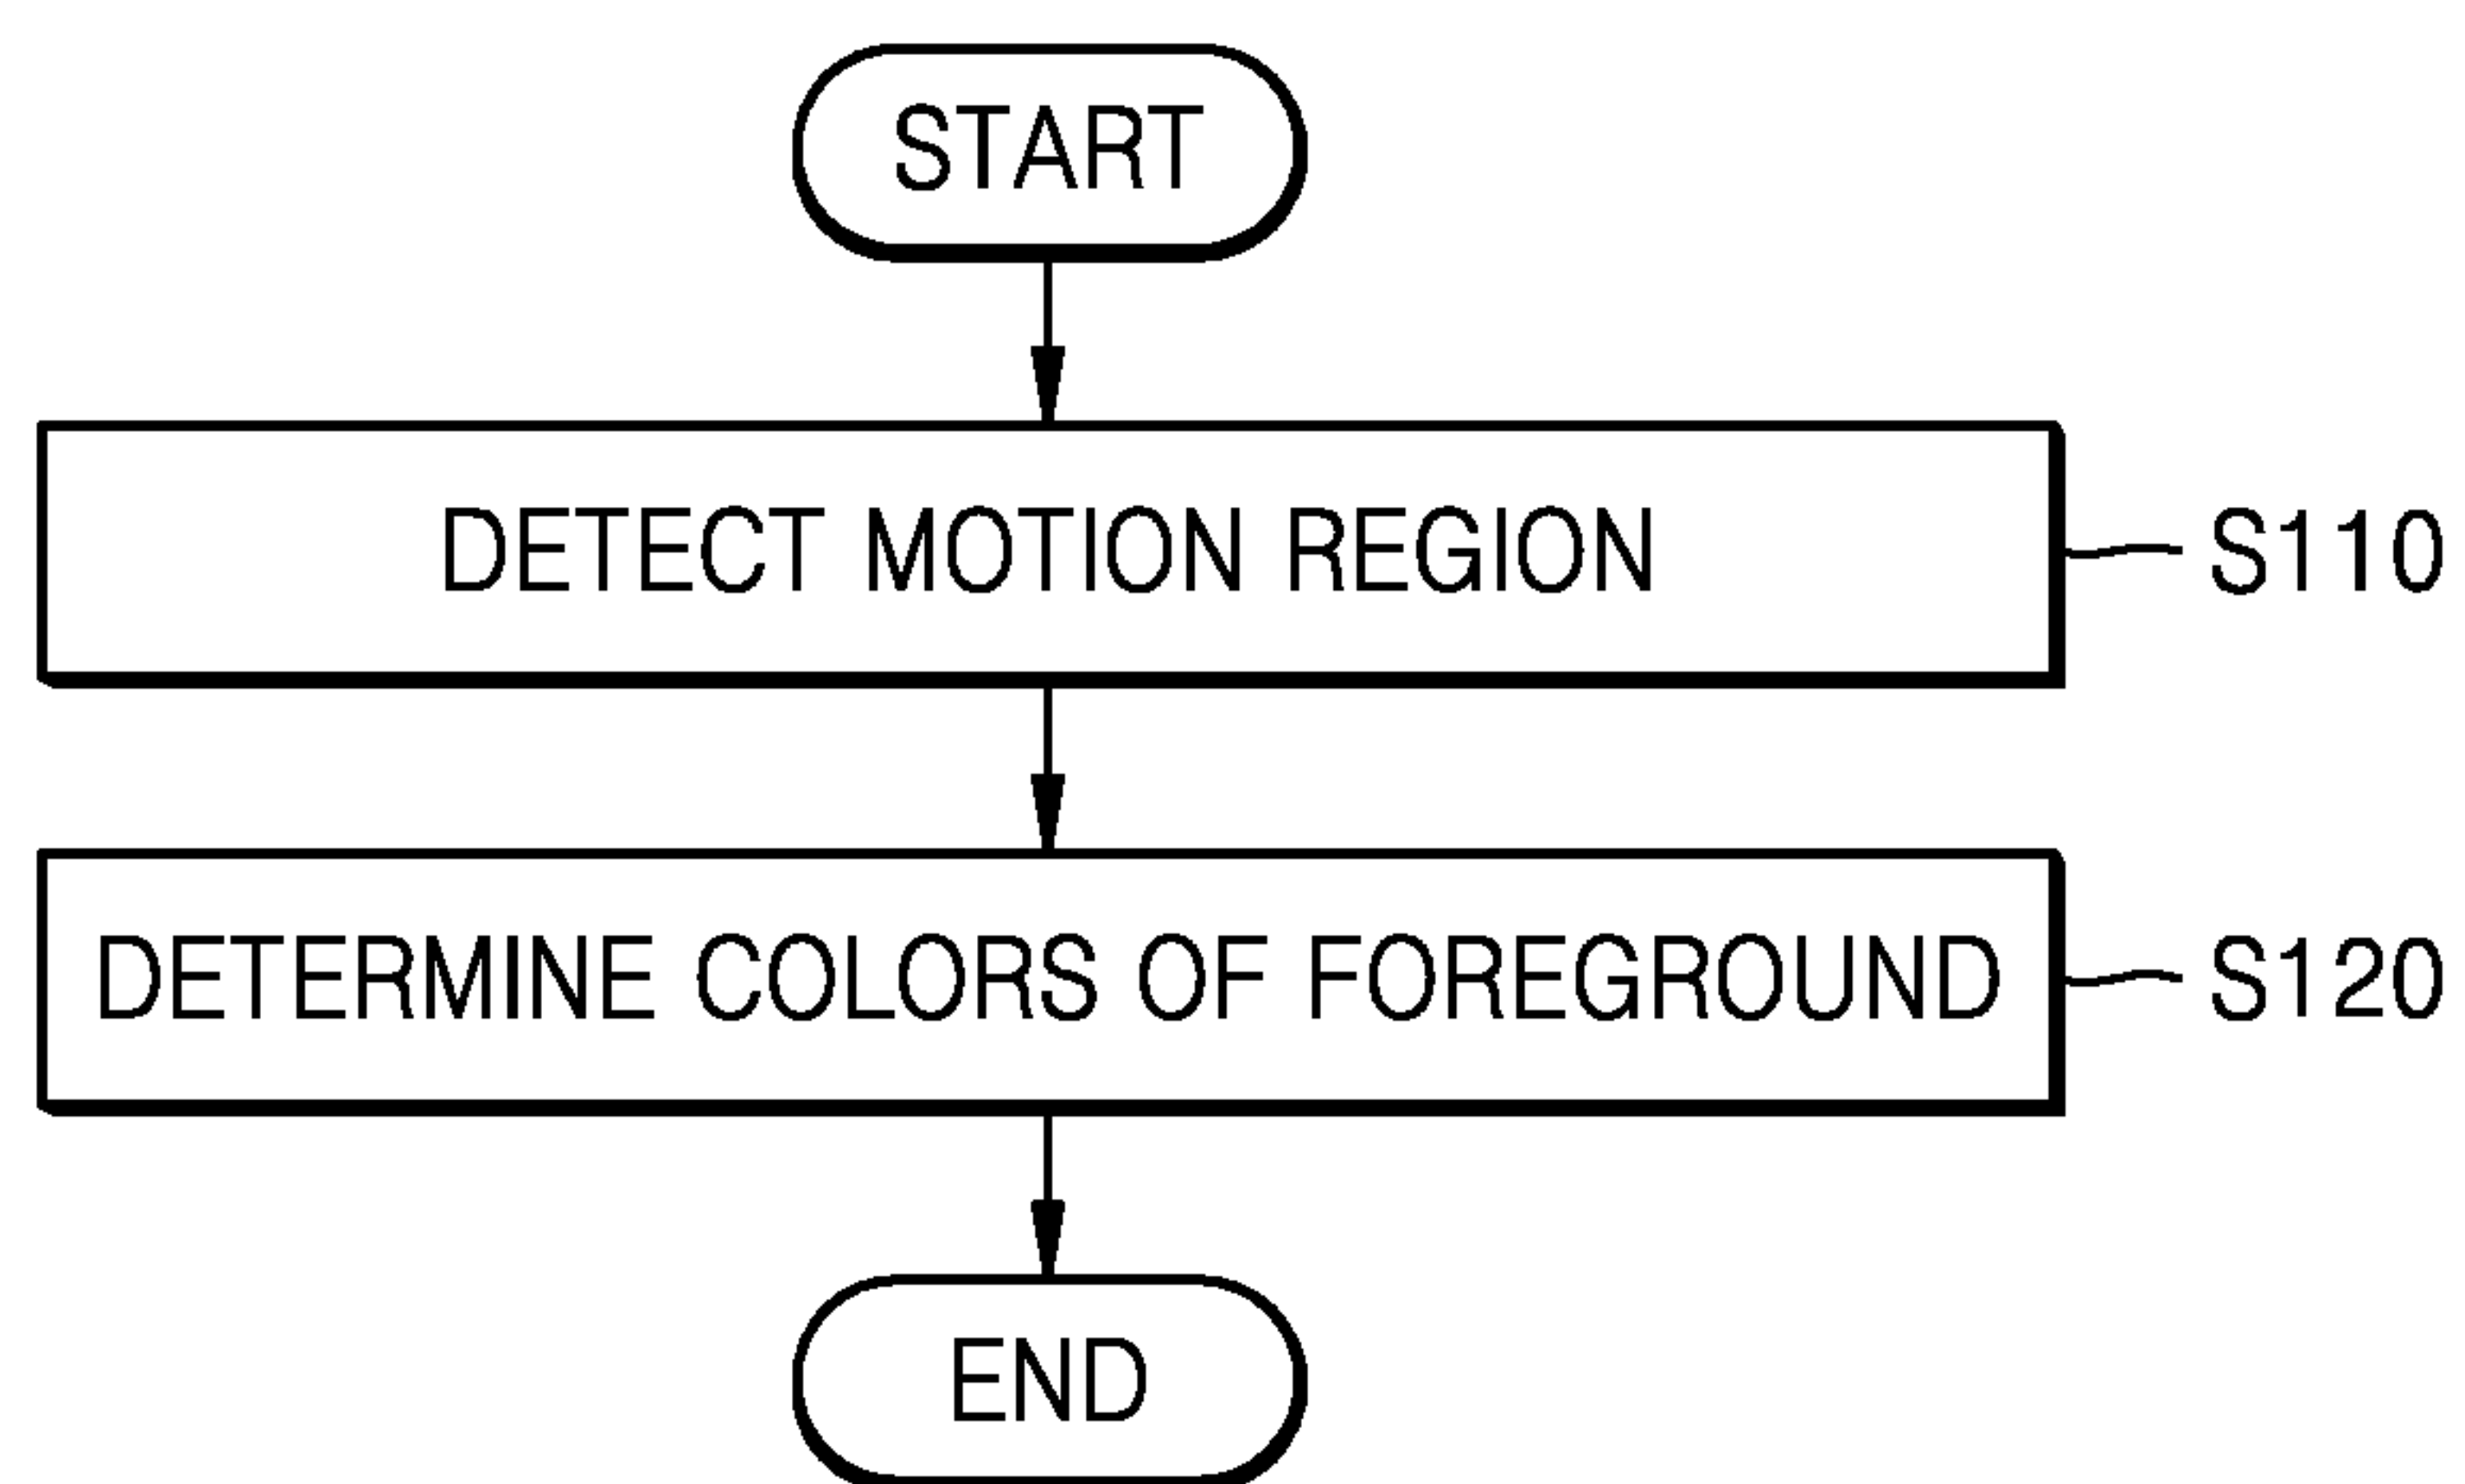 START
DETECT MOTION REGION
S110
DETERMINE COLORS OF FOREGROUND
S120
END